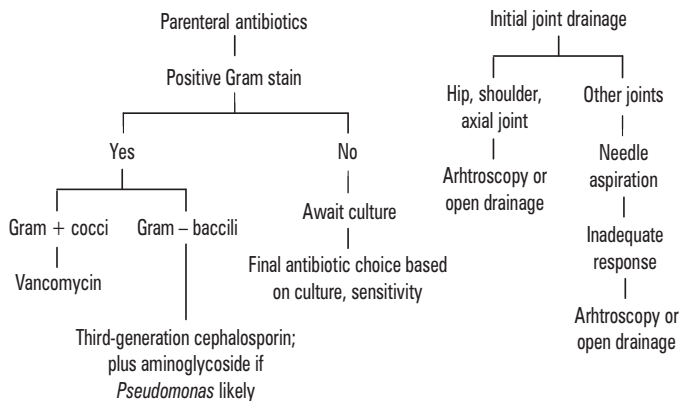 Parenteral antibiotics
Positive Gram stain
Yes
No
Gram + cocci
Gram – baccili
Vancomycin
Third-generation cephalosporin;
plus aminoglycoside if
Pseudomonas likely
Await culture
Final antibiotic choice based
on culture, sensitivity
Initial joint drainage
Hip, shoulder,
axial joint
Arhtroscopy or
open drainage
Other joints
Needle
aspiration
Inadequate
response
Arhtroscopy or
open drainage